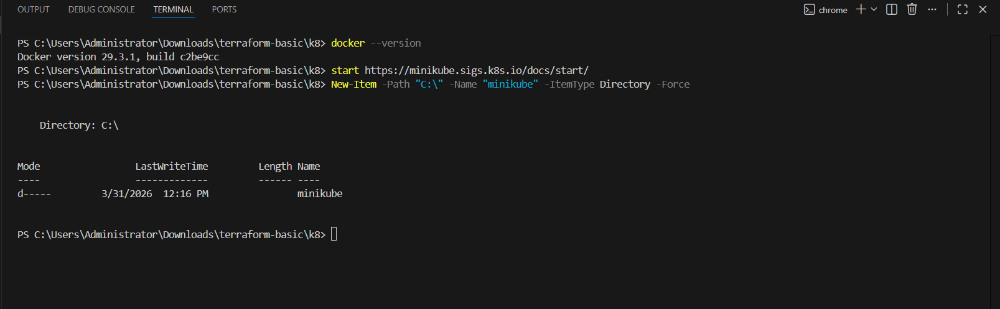 OUTPUT DEBUG CONSOLE TERMINAL PORTS chrome
PS C:\Users\Administrator\Downloads\terraform-basic\k8> docker --version
Docker version 29.3.1, build c2be9cc
PS C:\Users\Administrator\Downloads\terraform-basic\k8> start https://minikube.sigs.k8s.io/docs/start/
PS C:\Users\Administrator\Downloads\terraform-basic\k8> New-Item -Path "C:\" -Name "minikube" -ItemType Directory -Force
Directory: C:\
Mode LastWriteTime Length Name
---- ------------- ------ ----
d----- 3/31/2026 12:16 PM minikube
PS C:\Users\Administrator\Downloads\terraform-basic\k8>